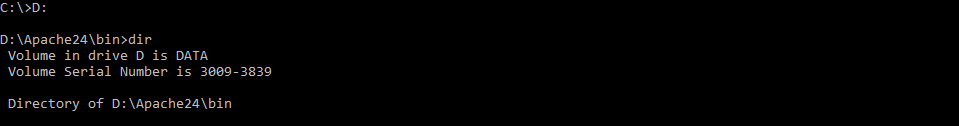 C:\>D:
D:\Apache24\bin>dir
Volume in drive D is DATA
Volume Serial Number is 3009-3839
Directory of D:\Apache24\bin